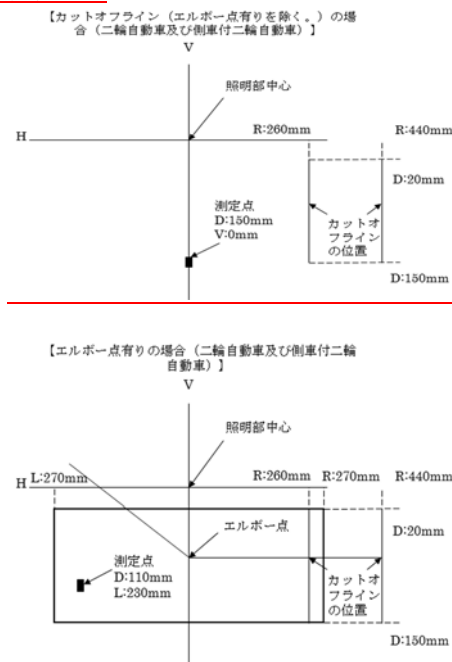 【カットオフライン（エルボー点有りを除く。）の場
合（二輪自動車及び側車付二輪自動車）】
V
照明部中心
H
R:260mm
R:440mm
D:20mm
測定点
D:150mm
V:0mm
カットオ
フライン
の位置
D:150mm
【エルボー点有りの場合（二輪自動車及び側車付二輪
自動車）】
V
照明部中心
H
L:270mm
R:260mm
R:270mm
R:440mm
エルボー点
D:20mm
測定点
D:110mm
L:230mm
カットオ
フライン
の位置
D:150mm